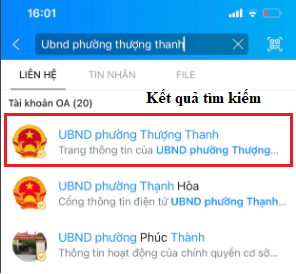 16:01
Ubnd phường thượng thanh
LIÊN HỆ TIN NHẮN FILE
Tài khoản OA (20) Kết quả tìm kiếm
UBND phường Thượng Thanh
Trang thông tin của UBND phường Thượng...
UBND phường Thạnh Hòa
Cổng thông tin điện tử UBND phường Thạnh...
UBND phường Phúc Thành
Thông tin hoạt động của chính quyền cơ sở...